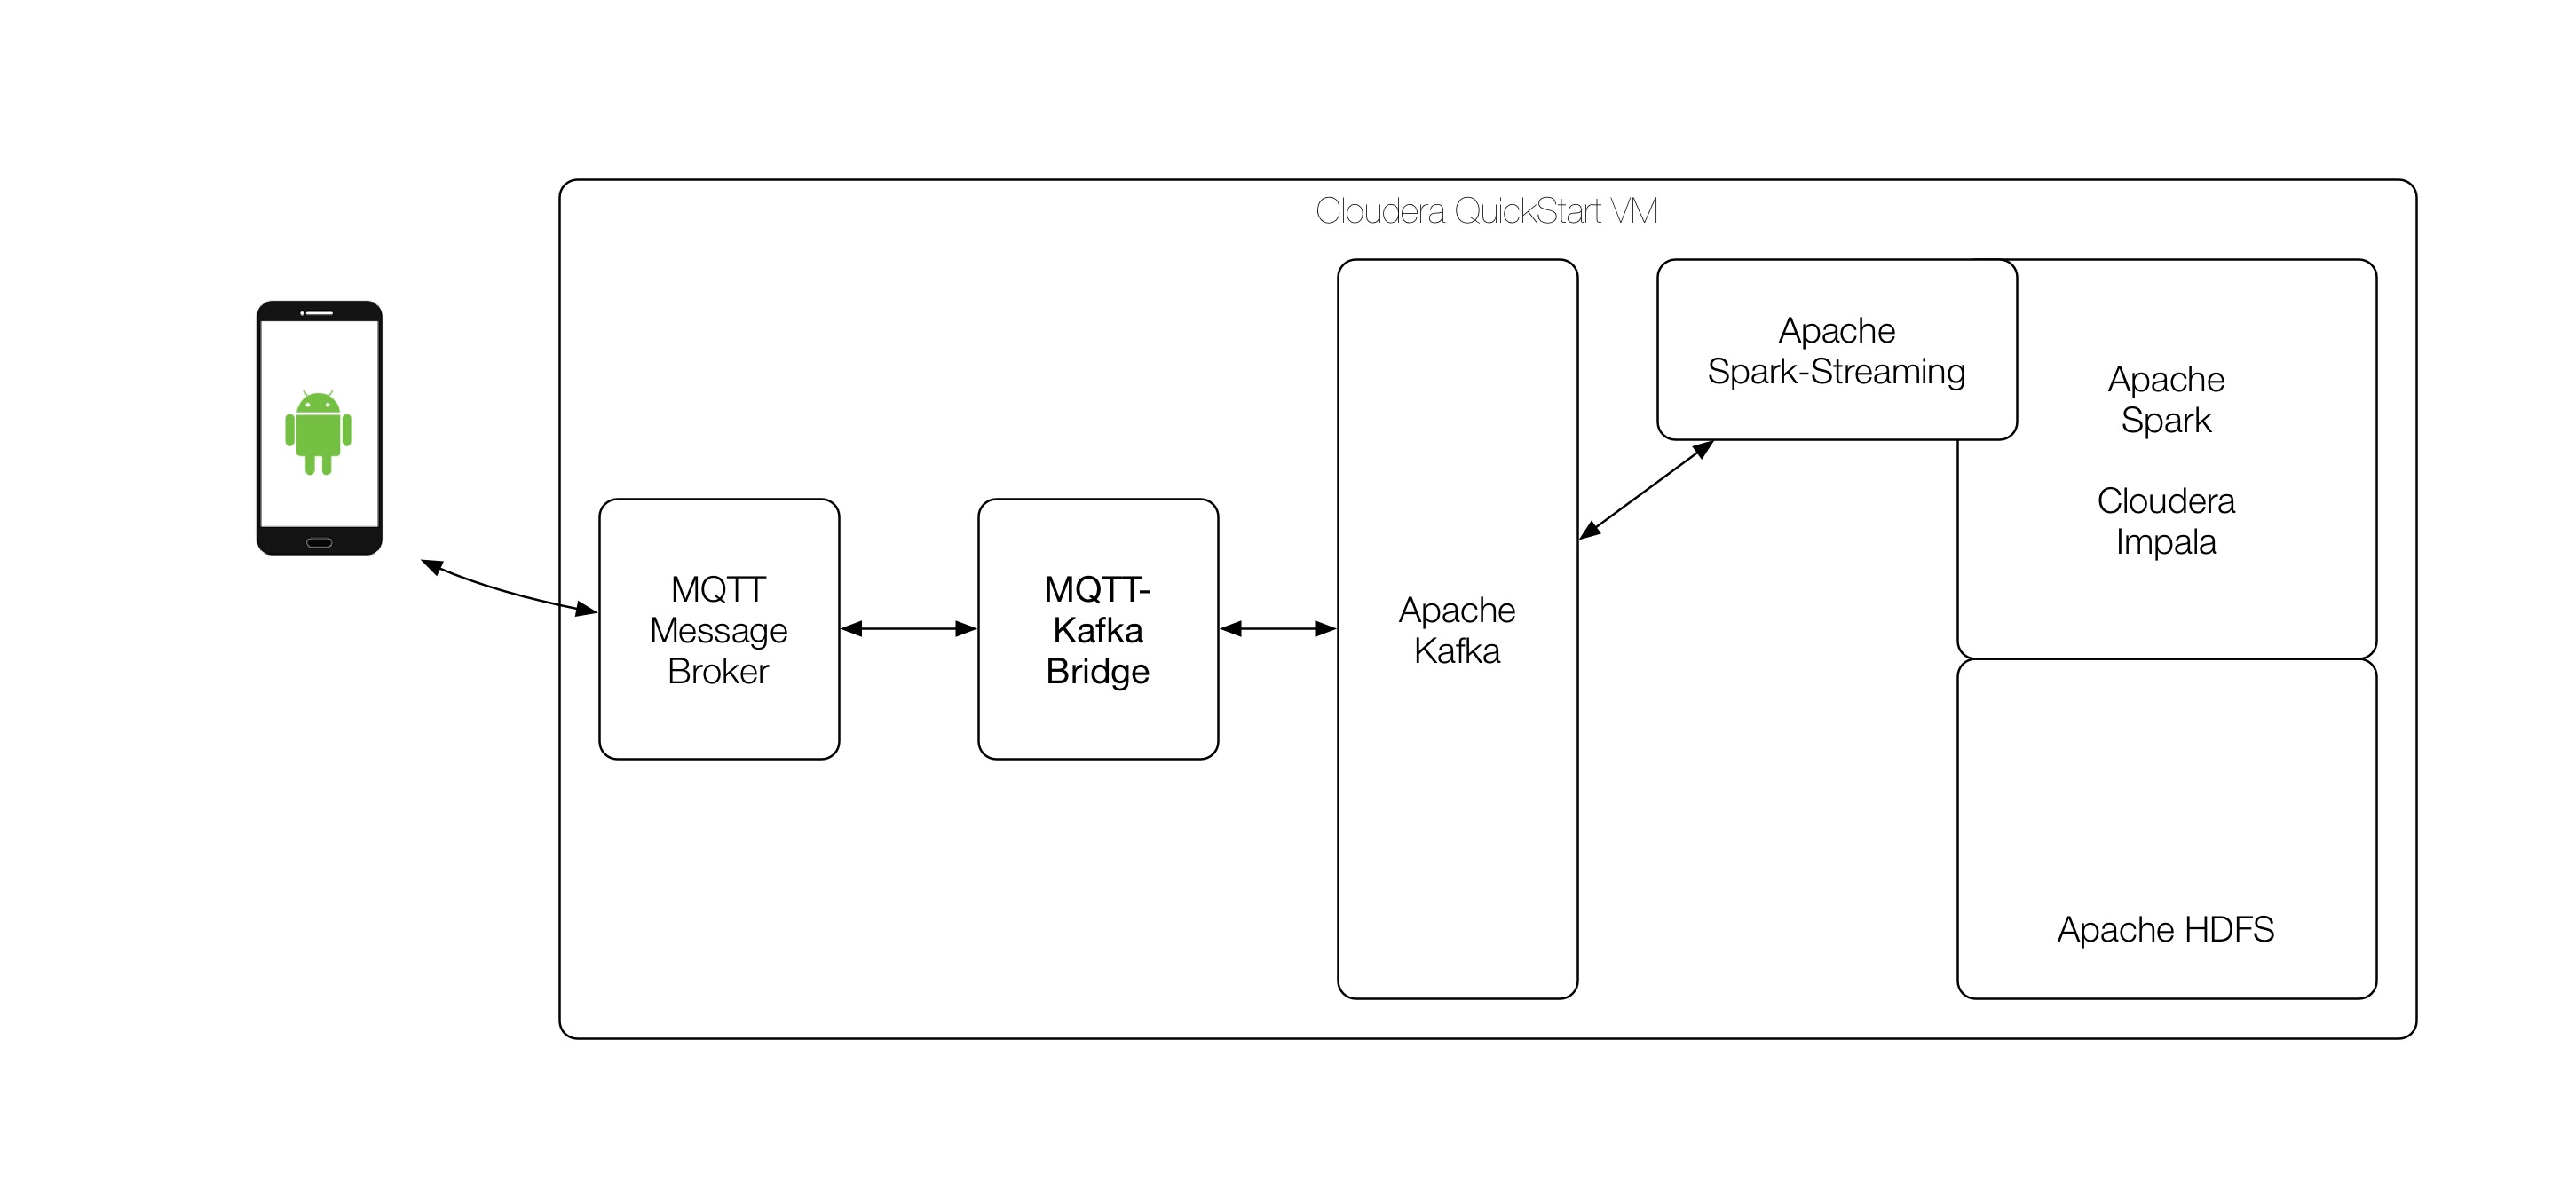 Cloudera QuickStart VM
MQTT
Message
Broker
MQTT-
Kafka
Bridge
Apache
Kafka
Apache
Spark-Streaming
Apache
Spark
Cloudera
Impala
Apache HDFS